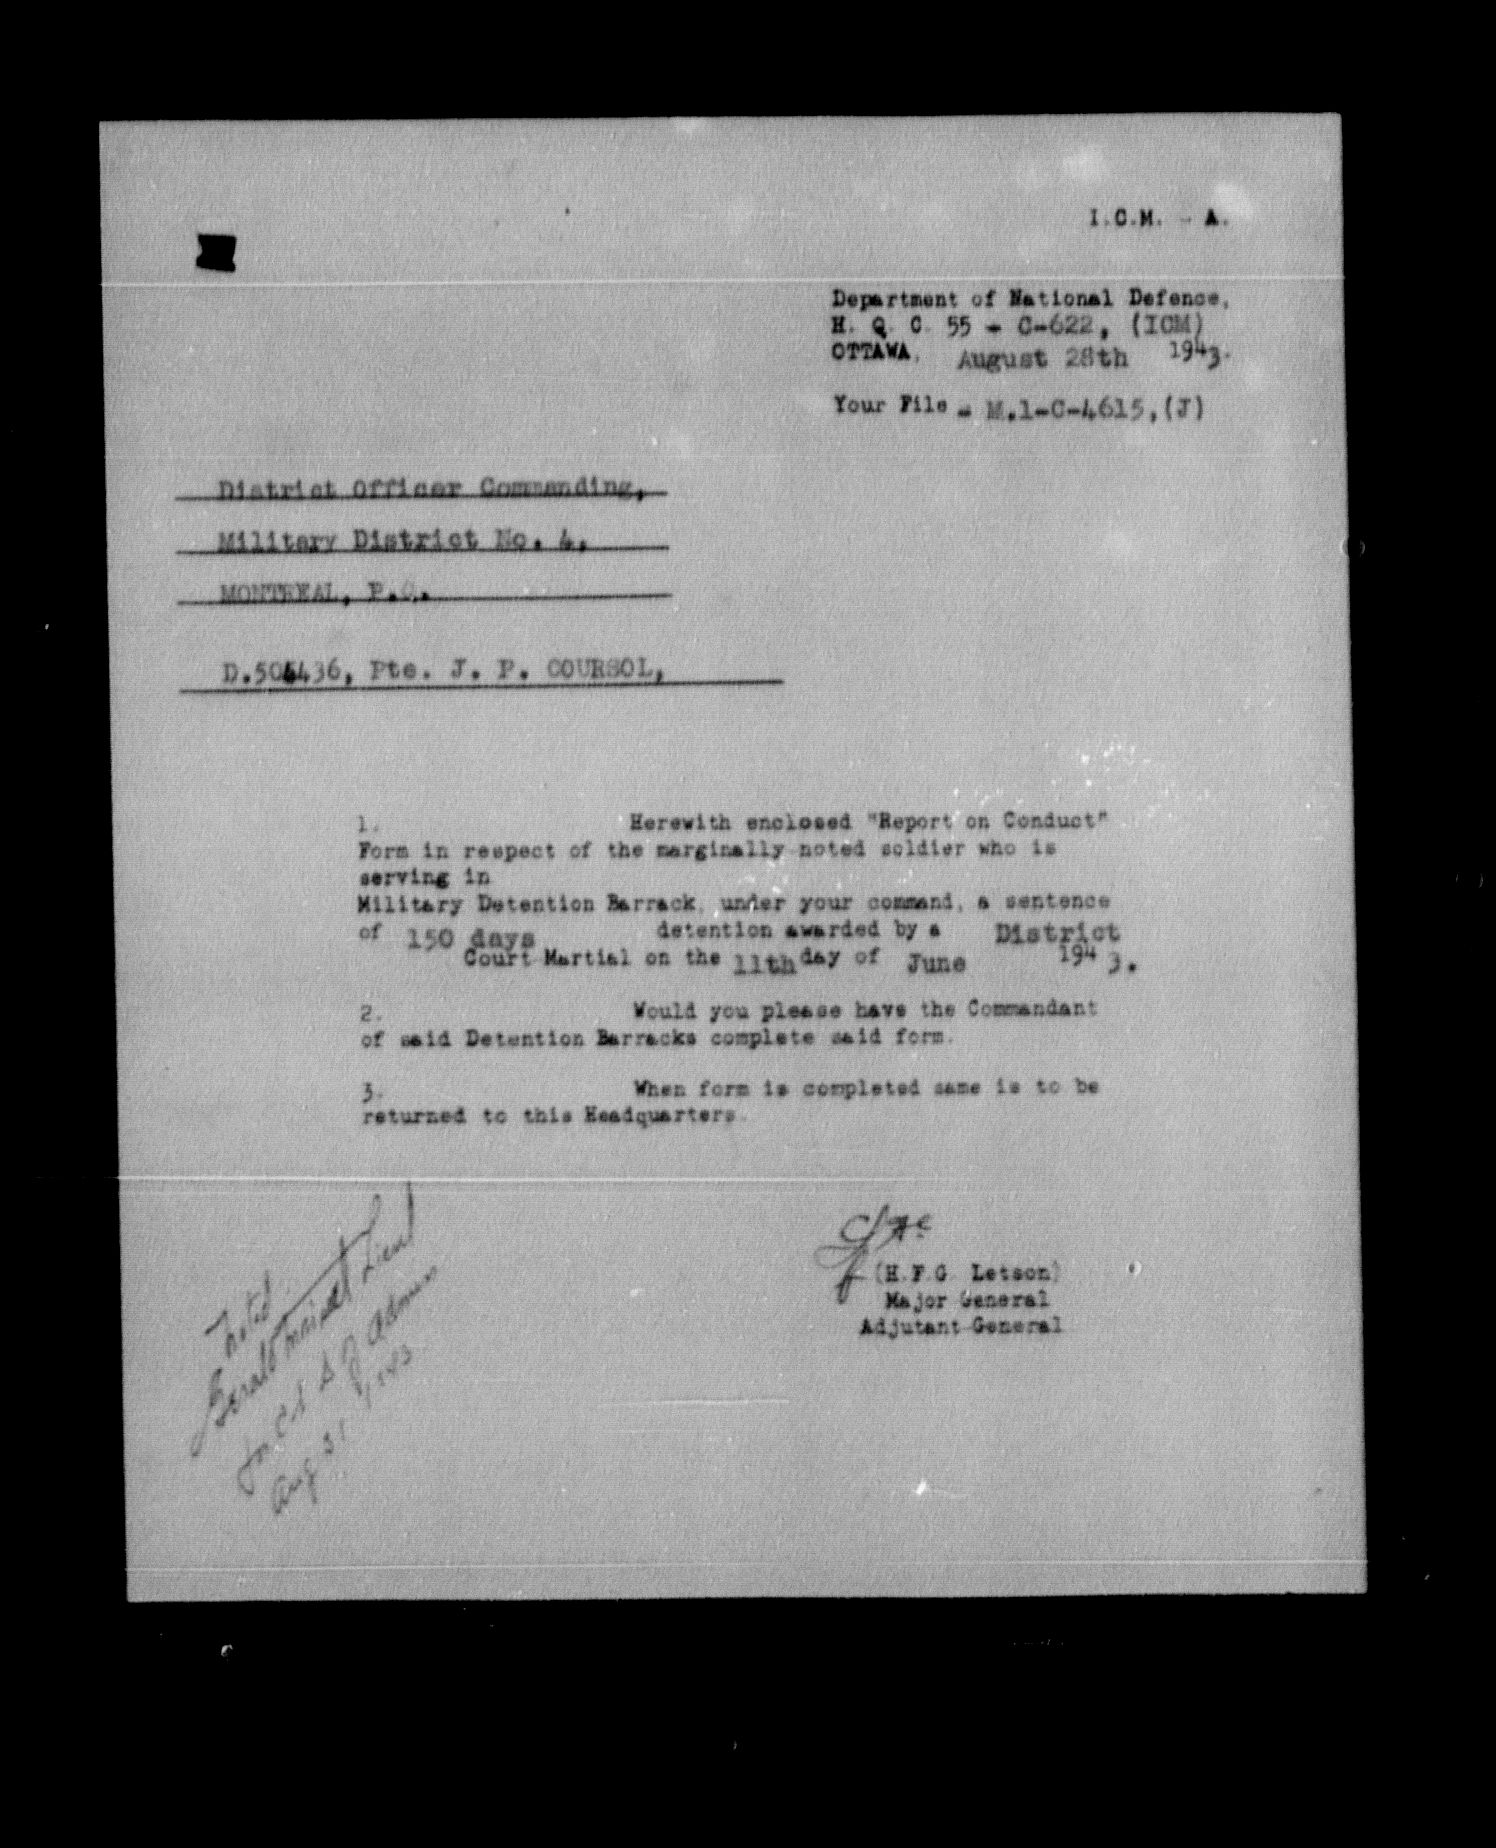 I.C.M. - A.
Department of National Defence,
H. Q. C. 55 - C-622, (ICM)
OTTAWA, August 28th 1943.
Your File - M.1-C-4615,(J)
District Officer Commanding,
Military District No. 4,
MONTREAL, P.Q.
D.506436, Pte. J. P. COURSOL,
1. Herewith enclosed "Report on Conduct"
Form in respect of the marginally-noted soldier who is
serving in
Military Detention Barrack, under your command, a sentence
of 150 days detention awarded by a District
Court-Martial on the 11th day of June 1943.
2. Would you please have the Commandant
of said Detention Barracks complete said form.
3. When form is completed same is to be
returned to this Headquarters.
(H.F.G. Letson)
Major General
Adjutant-General
Noted
Lieut
Admin
Aug 31